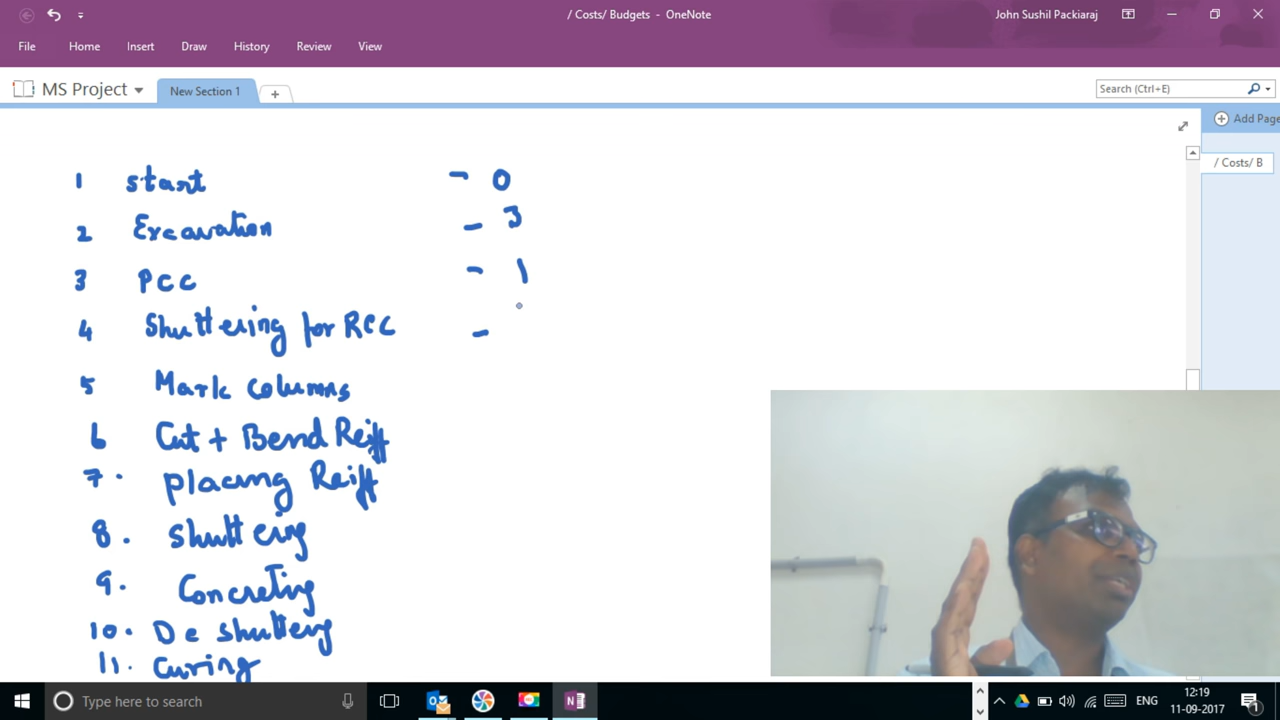 / Costs/ Budgets - OneNote
John Sushil Packiaraj
File Home Insert Draw History Review View
MS Project
New Section 1
Search (Ctrl+E)
Add Page
/ Costs/ B
1 start - 0
2 Excavation - 3
3 PCC - 1
4 Shuttering for RCC -
5 Mark columns
6 Cut + Bend Reiff
7. placing Reiff
8. shuttering
9. Concreting
10. De shuttering
11. Curing
Type here to search
ENG
12:19
11-09-2017
1